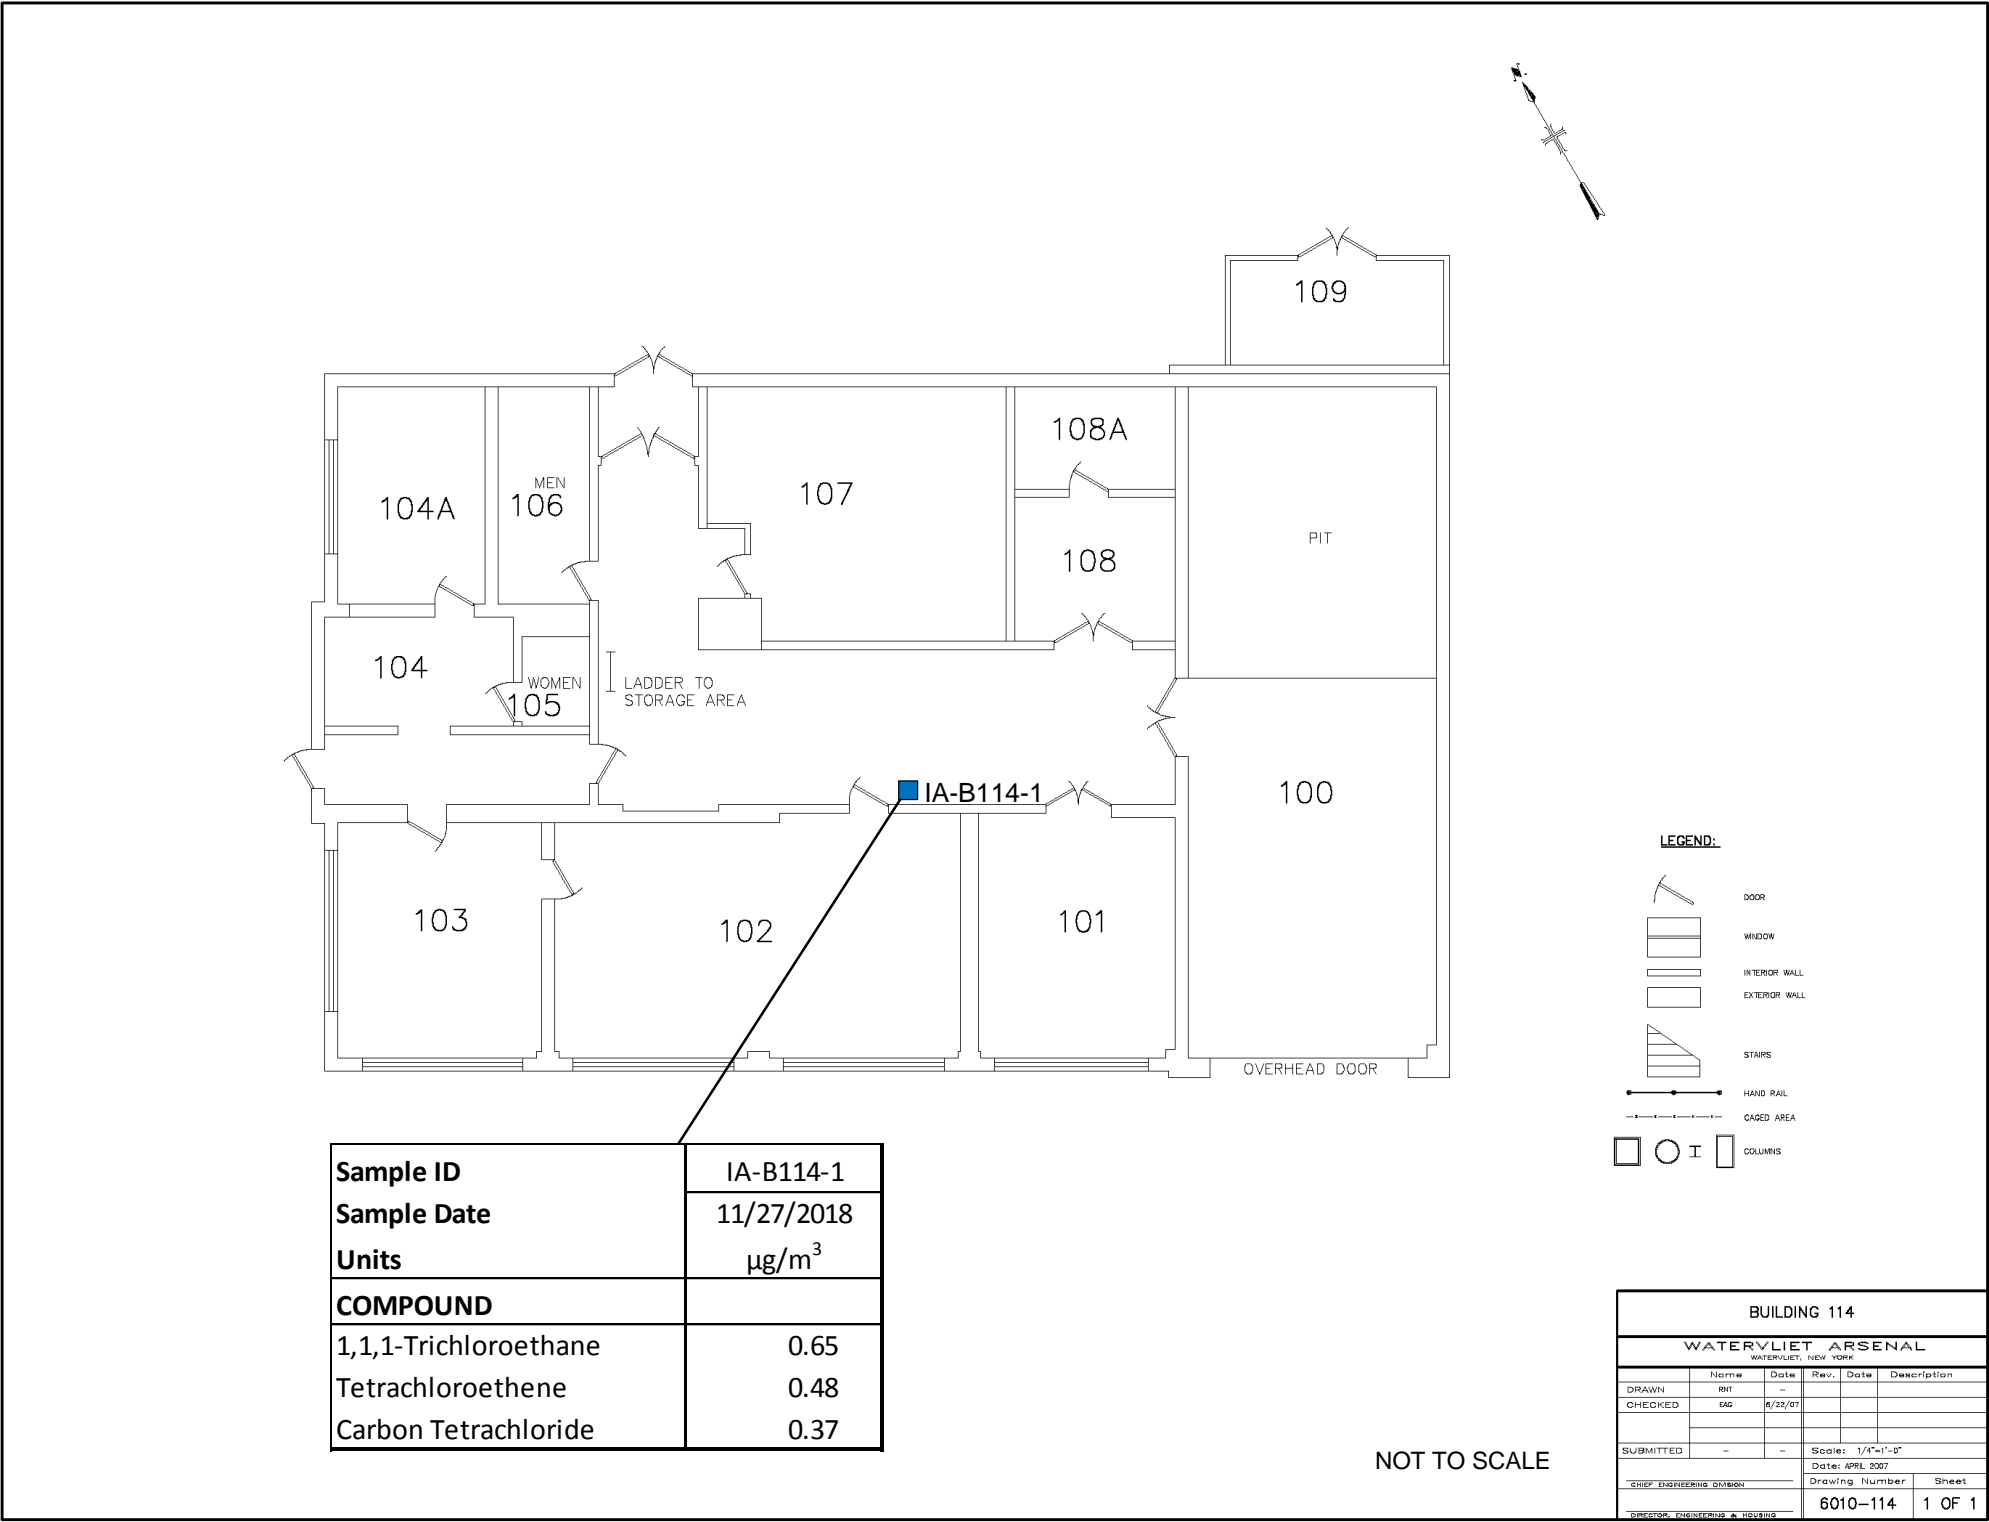 N
109
108A
104A
MEN
106
107
108
PIT
104
WOMEN
105
LADDER TO
STORAGE AREA
IA-B114-1
100
103
102
101
OVERHEAD DOOR
LEGEND:
DOOR
WINDOW
INTERIOR WALL
EXTERIOR WALL
STAIRS
HAND RAIL
CAGED AREA
COLUMNS
Sample ID IA-B114-1
Sample Date 11/27/2018
Units µg/m³
COMPOUND
1,1,1-Trichloroethane 0.65
Tetrachloroethene 0.48
Carbon Tetrachloride 0.37
NOT TO SCALE
BUILDING 114
WATERVLIET ARSENAL
WATERVLIET, NEW YORK
Name Date Rev. Date Description
DRAWN RNT –
CHECKED EAG 6/22/07
SUBMITTED – – Scale: 1/4"=1'-0"
Date: APRIL 2007
CHIEF ENGINEERING DIVISION Drawing Number Sheet
6010-114 1 OF 1
DIRECTOR, ENGINEERING & HOUSING